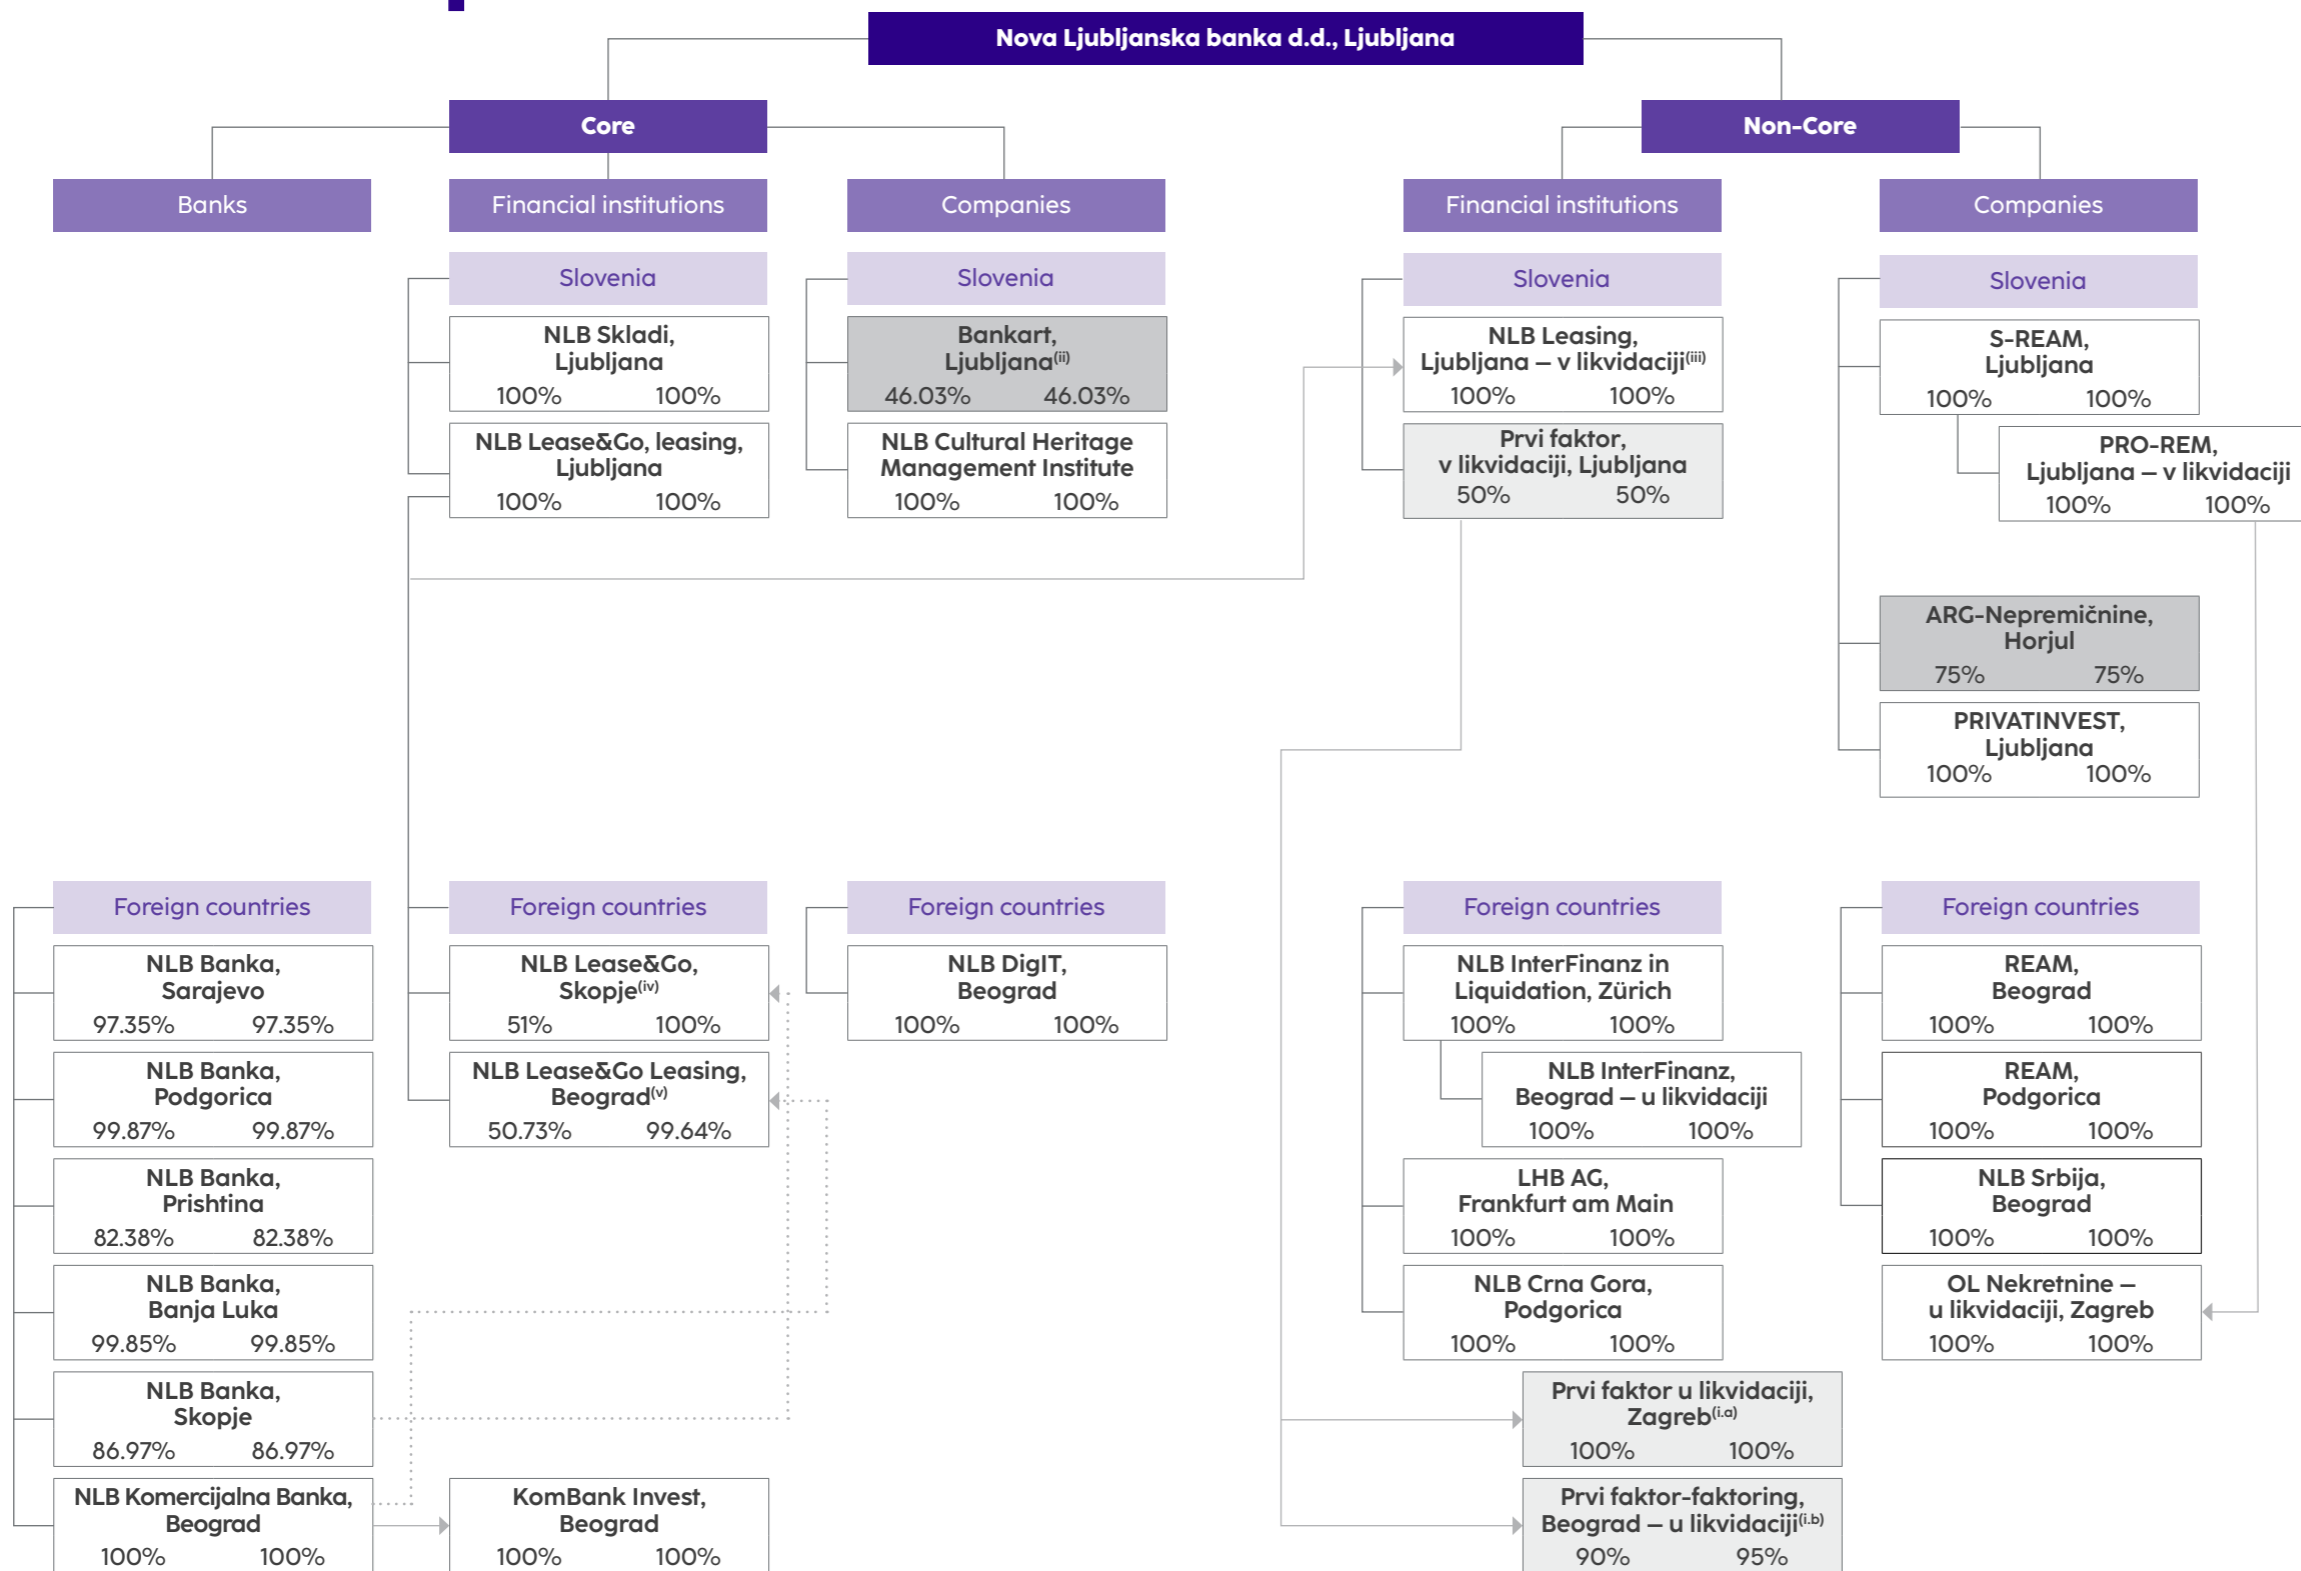 Nova Ljubljanska banka d.d., Ljubljana
Core
Non-Core
Banks
Financial institutions
Companies
Financial institutions
Companies
Slovenia
NLB Skladi,
Ljubljana
100% 100%
NLB Lease&Go, leasing,
Ljubljana
100% 100%
Slovenia
Bankart,
Ljubljana(ii)
46.03% 46.03%
NLB Cultural Heritage
Management Institute
100% 100%
Slovenia
NLB Leasing,
Ljubljana – v likvidaciji(iii)
100% 100%
Prvi faktor,
v likvidaciji, Ljubljana
50% 50%
Slovenia
S-REAM,
Ljubljana
100% 100%
PRO-REM,
Ljubljana – v likvidaciji
100% 100%
ARG-Nepremičnine,
Horjul
75% 75%
PRIVATINVEST,
Ljubljana
100% 100%
Foreign countries
NLB Banka,
Sarajevo
97.35% 97.35%
NLB Banka,
Podgorica
99.87% 99.87%
NLB Banka,
Prishtina
82.38% 82.38%
NLB Banka,
Banja Luka
99.85% 99.85%
NLB Banka,
Skopje
86.97% 86.97%
NLB Komercijalna Banka,
Beograd
100% 100%
Foreign countries
NLB Lease&Go,
Skopje(iv)
51% 100%
NLB Lease&Go Leasing,
Beograd(v)
50.73% 99.64%
KomBank Invest,
Beograd
100% 100%
Foreign countries
NLB DigIT,
Beograd
100% 100%
Foreign countries
NLB InterFinanz in
Liquidation, Zürich
100% 100%
NLB InterFinanz,
Beograd – u likvidaciji
100% 100%
LHB AG,
Frankfurt am Main
100% 100%
NLB Crna Gora,
Podgorica
100% 100%
Prvi faktor u likvidaciji,
Zagreb(i.a)
100% 100%
Prvi faktor-faktoring,
Beograd – u likvidaciji(i.b)
90% 95%
Foreign countries
REAM,
Beograd
100% 100%
REAM,
Podgorica
100% 100%
NLB Srbija,
Beograd
100% 100%
OL Nekretnine –
u likvidaciji, Zagreb
100% 100%